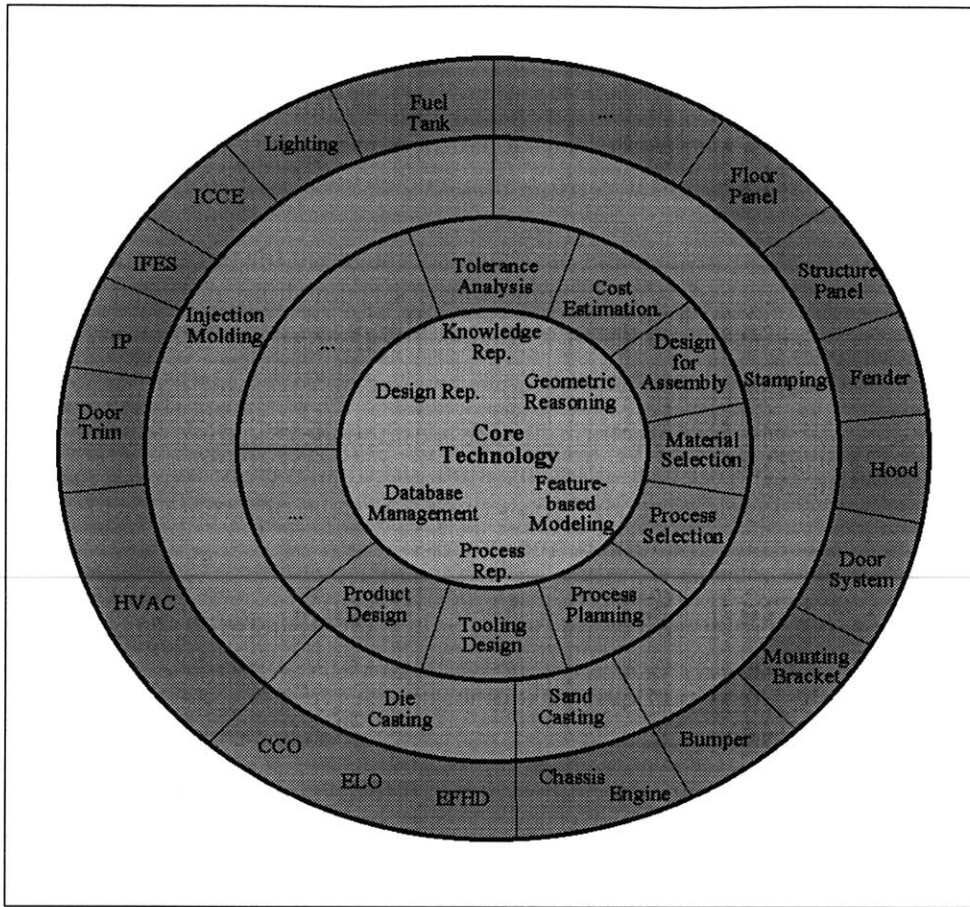 Fuel
Tank
...
Lighting
ICCE
IFES
IP
Door
Trim
HVAC
CCO
ELO
EFHD
Chassis
Engine
Bumper
Mounting
Bracket
Door
System
Hood
Fender
Structure
Panel
Floor
Panel
Injection
Molding
Stamping
Die
Casting
Sand
Casting
Tolerance
Analysis
Cost
Estimation
Design
for
Assembly
Material
Selection
Process
Selection
Process
Planning
Tooling
Design
Product
Design
...
...
Knowledge
Rep.
Design Rep.
Geometric
Reasoning
Core
Technology
Database
Management
Feature-
based
Modeling
Process
Rep.